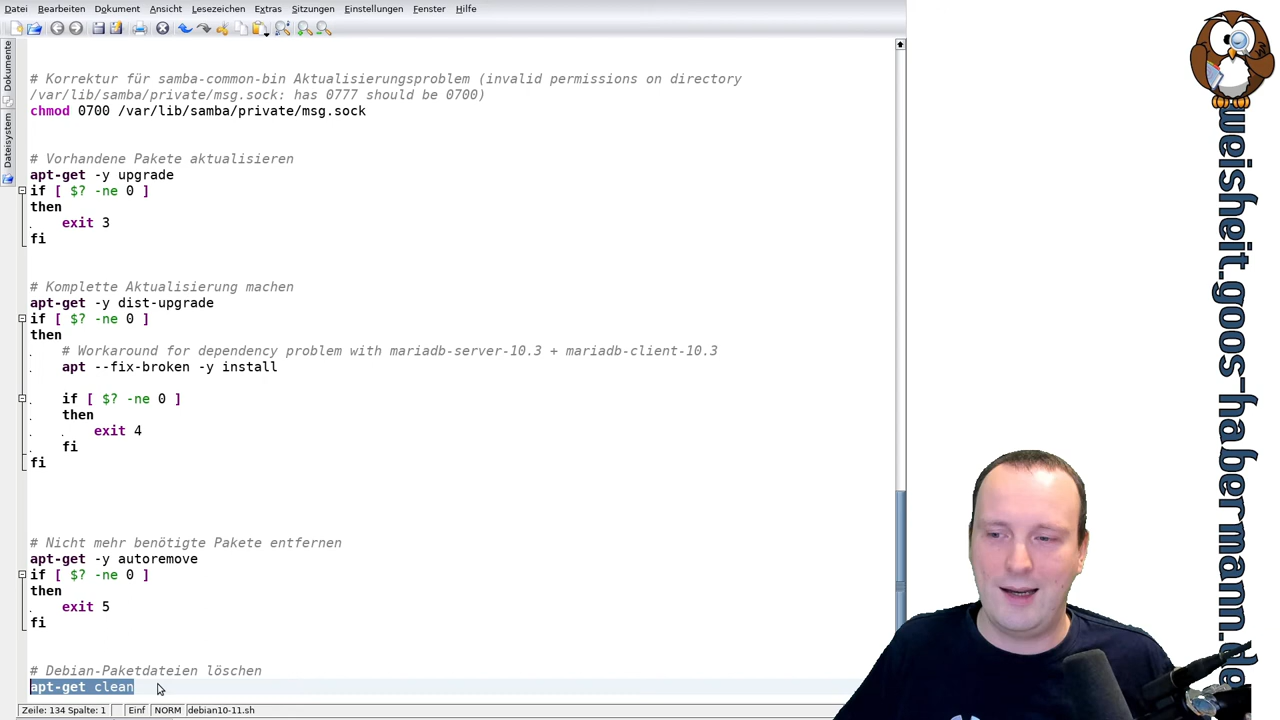 Datei Bearbeiten Dokument Ansicht Lesezeichen Extras Sitzungen Einstellungen Fenster Hilfe
Dokumente
Dateisystem
# Korrektur für samba-common-bin Aktualisierungsproblem (invalid permissions on directory
/var/lib/samba/private/msg.sock: has 0777 should be 0700)
chmod 0700 /var/lib/samba/private/msg.sock
# Vorhandene Pakete aktualisieren
apt-get -y upgrade
if [ $? -ne 0 ]
then
exit 3
fi
# Komplette Aktualisierung machen
apt-get -y dist-upgrade
if [ $? -ne 0 ]
then
# Workaround for dependency problem with mariadb-server-10.3 + mariadb-client-10.3
apt --fix-broken -y install
if [ $? -ne 0 ]
then
exit 4
fi
fi
# Nicht mehr benötigte Pakete entfernen
apt-get -y autoremove
if [ $? -ne 0 ]
then
exit 5
fi
# Debian-Paketdateien löschen
apt-get clean
Zeile: 134 Spalte: 1 Einf NORM debian10-11.sh
weisheit.goos-habermann.de